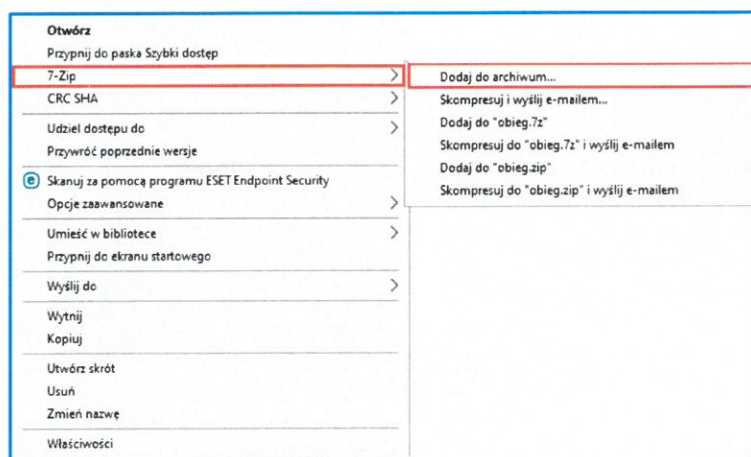 Otwórz
Przypnij do paska Szybki dostęp
7-Zip
CRC SHA
Udziel dostępu do
Przywróć poprzednie wersje
e Skanuj za pomocą programu ESET Endpoint Security
Opcje zaawansowane
Umieść w bibliotece
Przypnij do ekranu startowego
Wyślij do
Wytnij
Kopiuj
Utwórz skrót
Usuń
Zmień nazwę
Właściwości
Dodaj do archiwum...
Skompresuj i wyślij e-mailem...
Dodaj do "obieg.7z"
Skompresuj do "obieg.7z" i wyślij e-mailem
Dodaj do "obieg.zip"
Skompresuj do "obieg.zip" i wyślij e-mailem